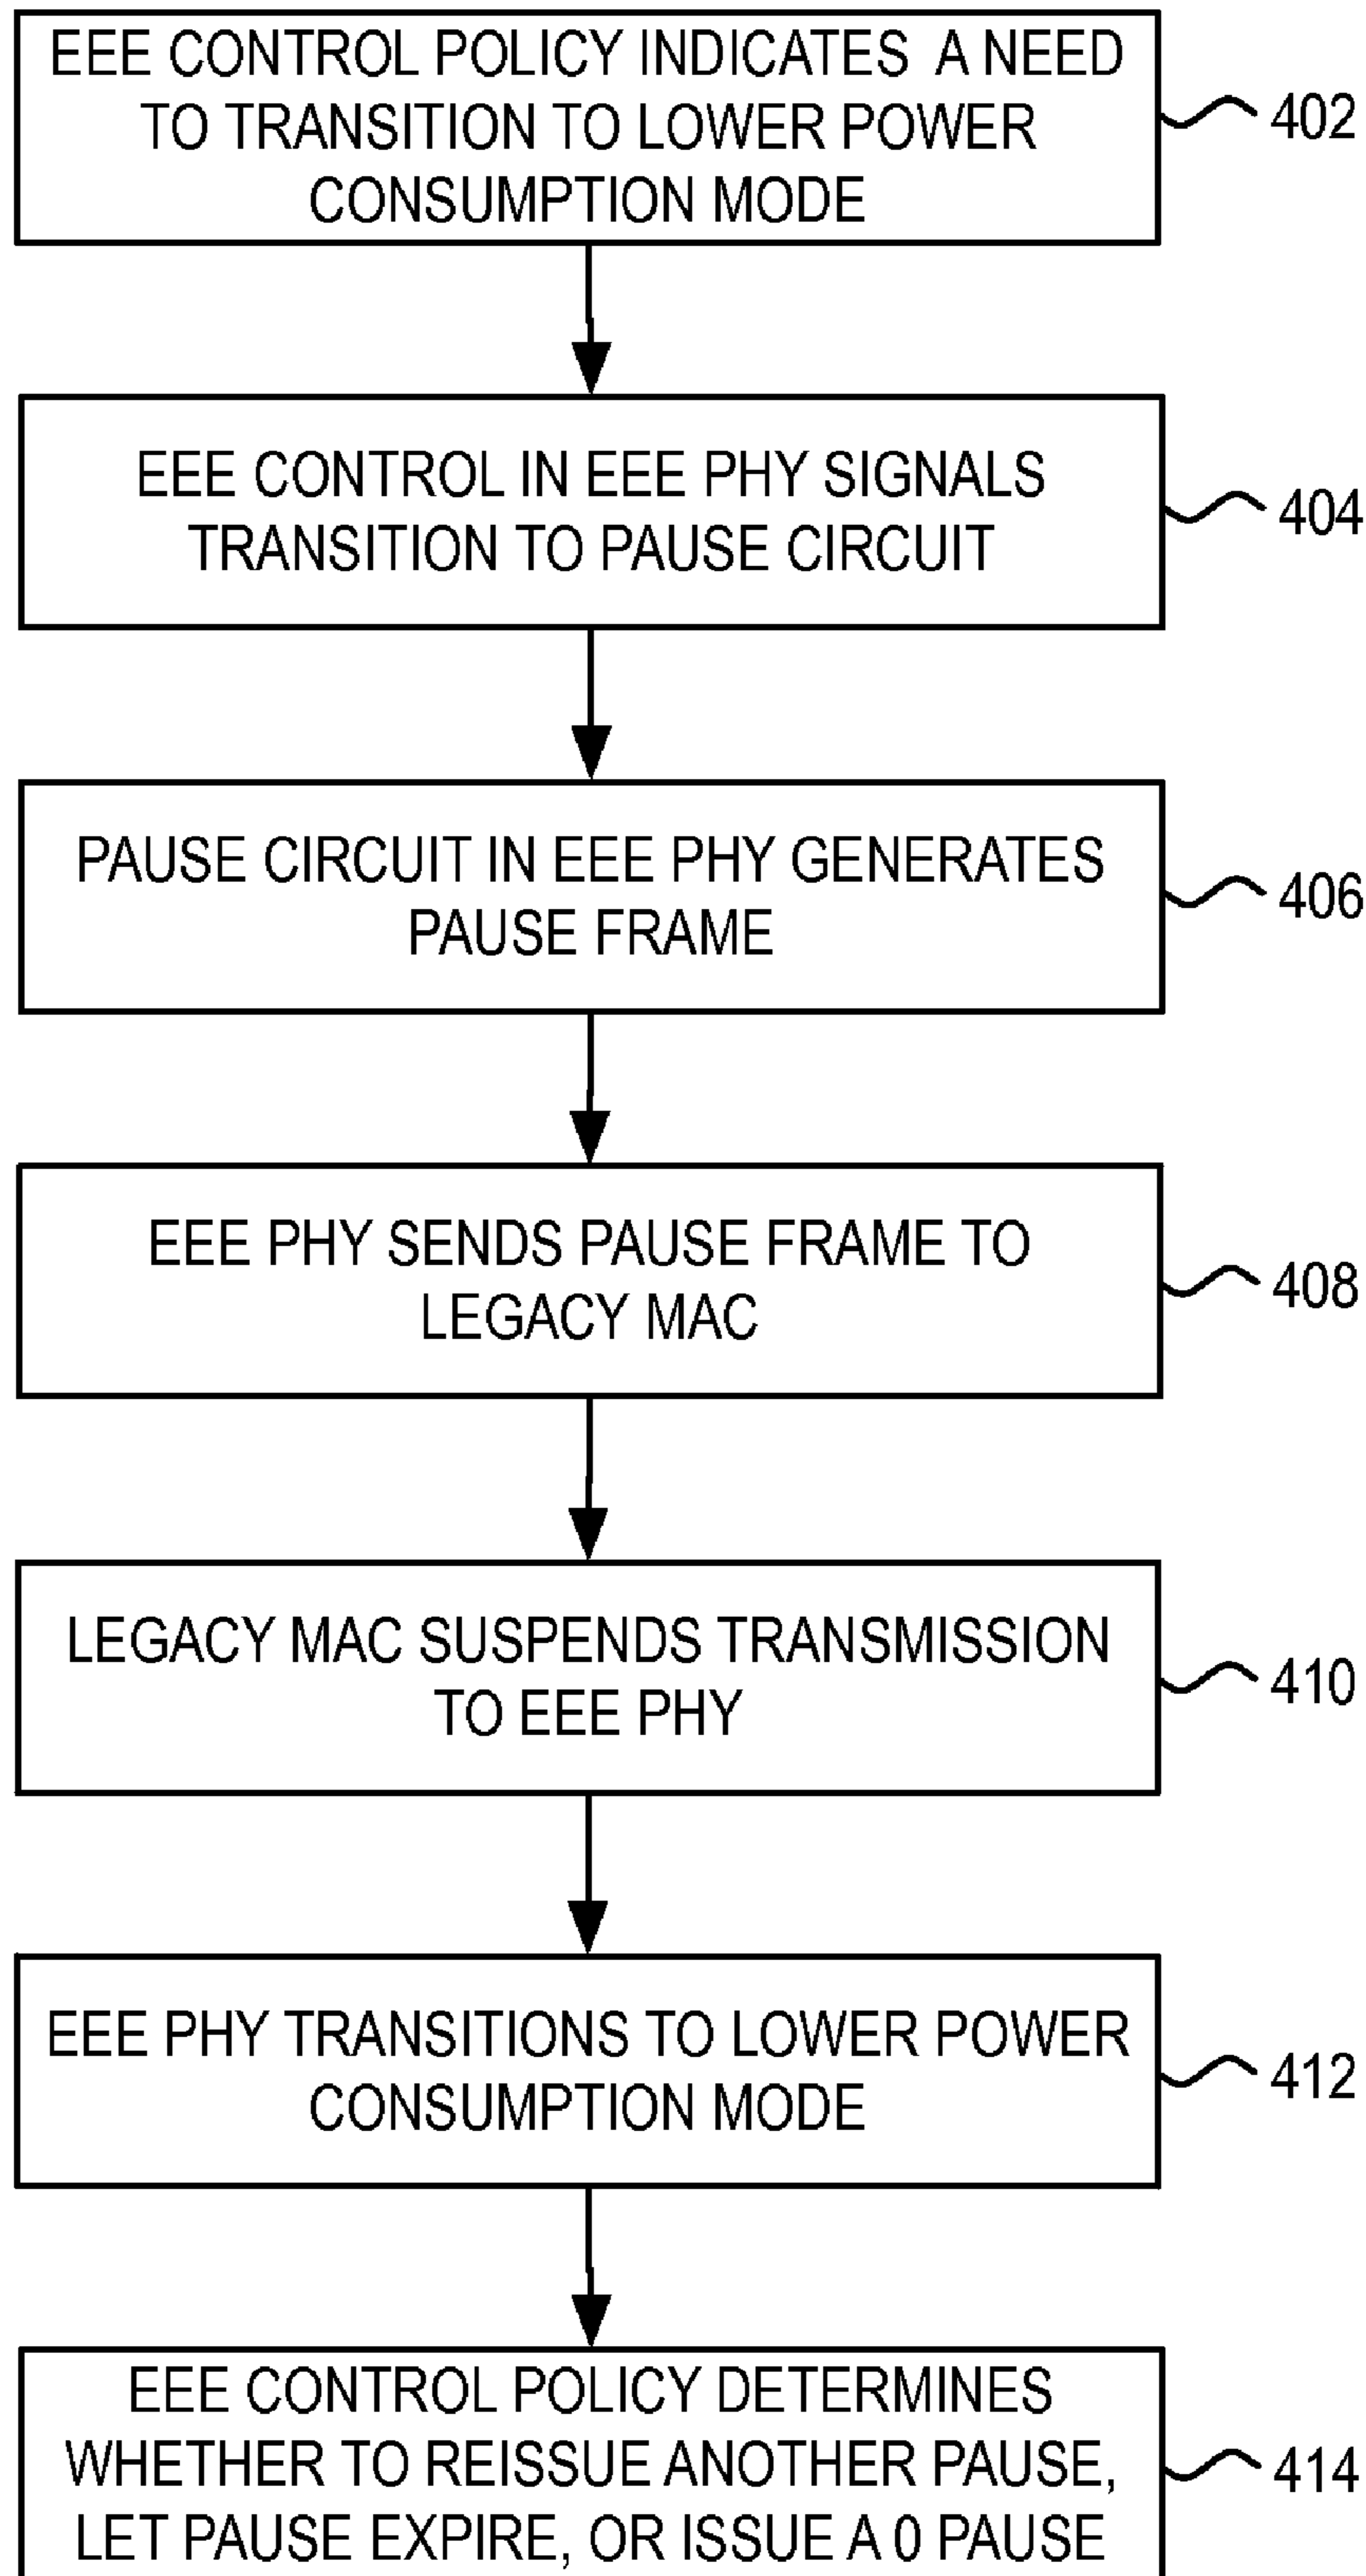 EEE CONTROL POLICY INDICATES A NEED
TO TRANSITION TO LOWER POWER
CONSUMPTION MODE
402
EEE CONTROL IN EEE PHY SIGNALS
TRANSITION TO PAUSE CIRCUIT
404
PAUSE CIRCUIT IN EEE PHY GENERATES
PAUSE FRAME
406
EEE PHY SENDS PAUSE FRAME TO
LEGACY MAC
408
LEGACY MAC SUSPENDS TRANSMISSION
TO EEE PHY
410
EEE PHY TRANSITIONS TO LOWER POWER
CONSUMPTION MODE
412
EEE CONTROL POLICY DETERMINES
WHETHER TO REISSUE ANOTHER PAUSE,
LET PAUSE EXPIRE, OR ISSUE A 0 PAUSE
414